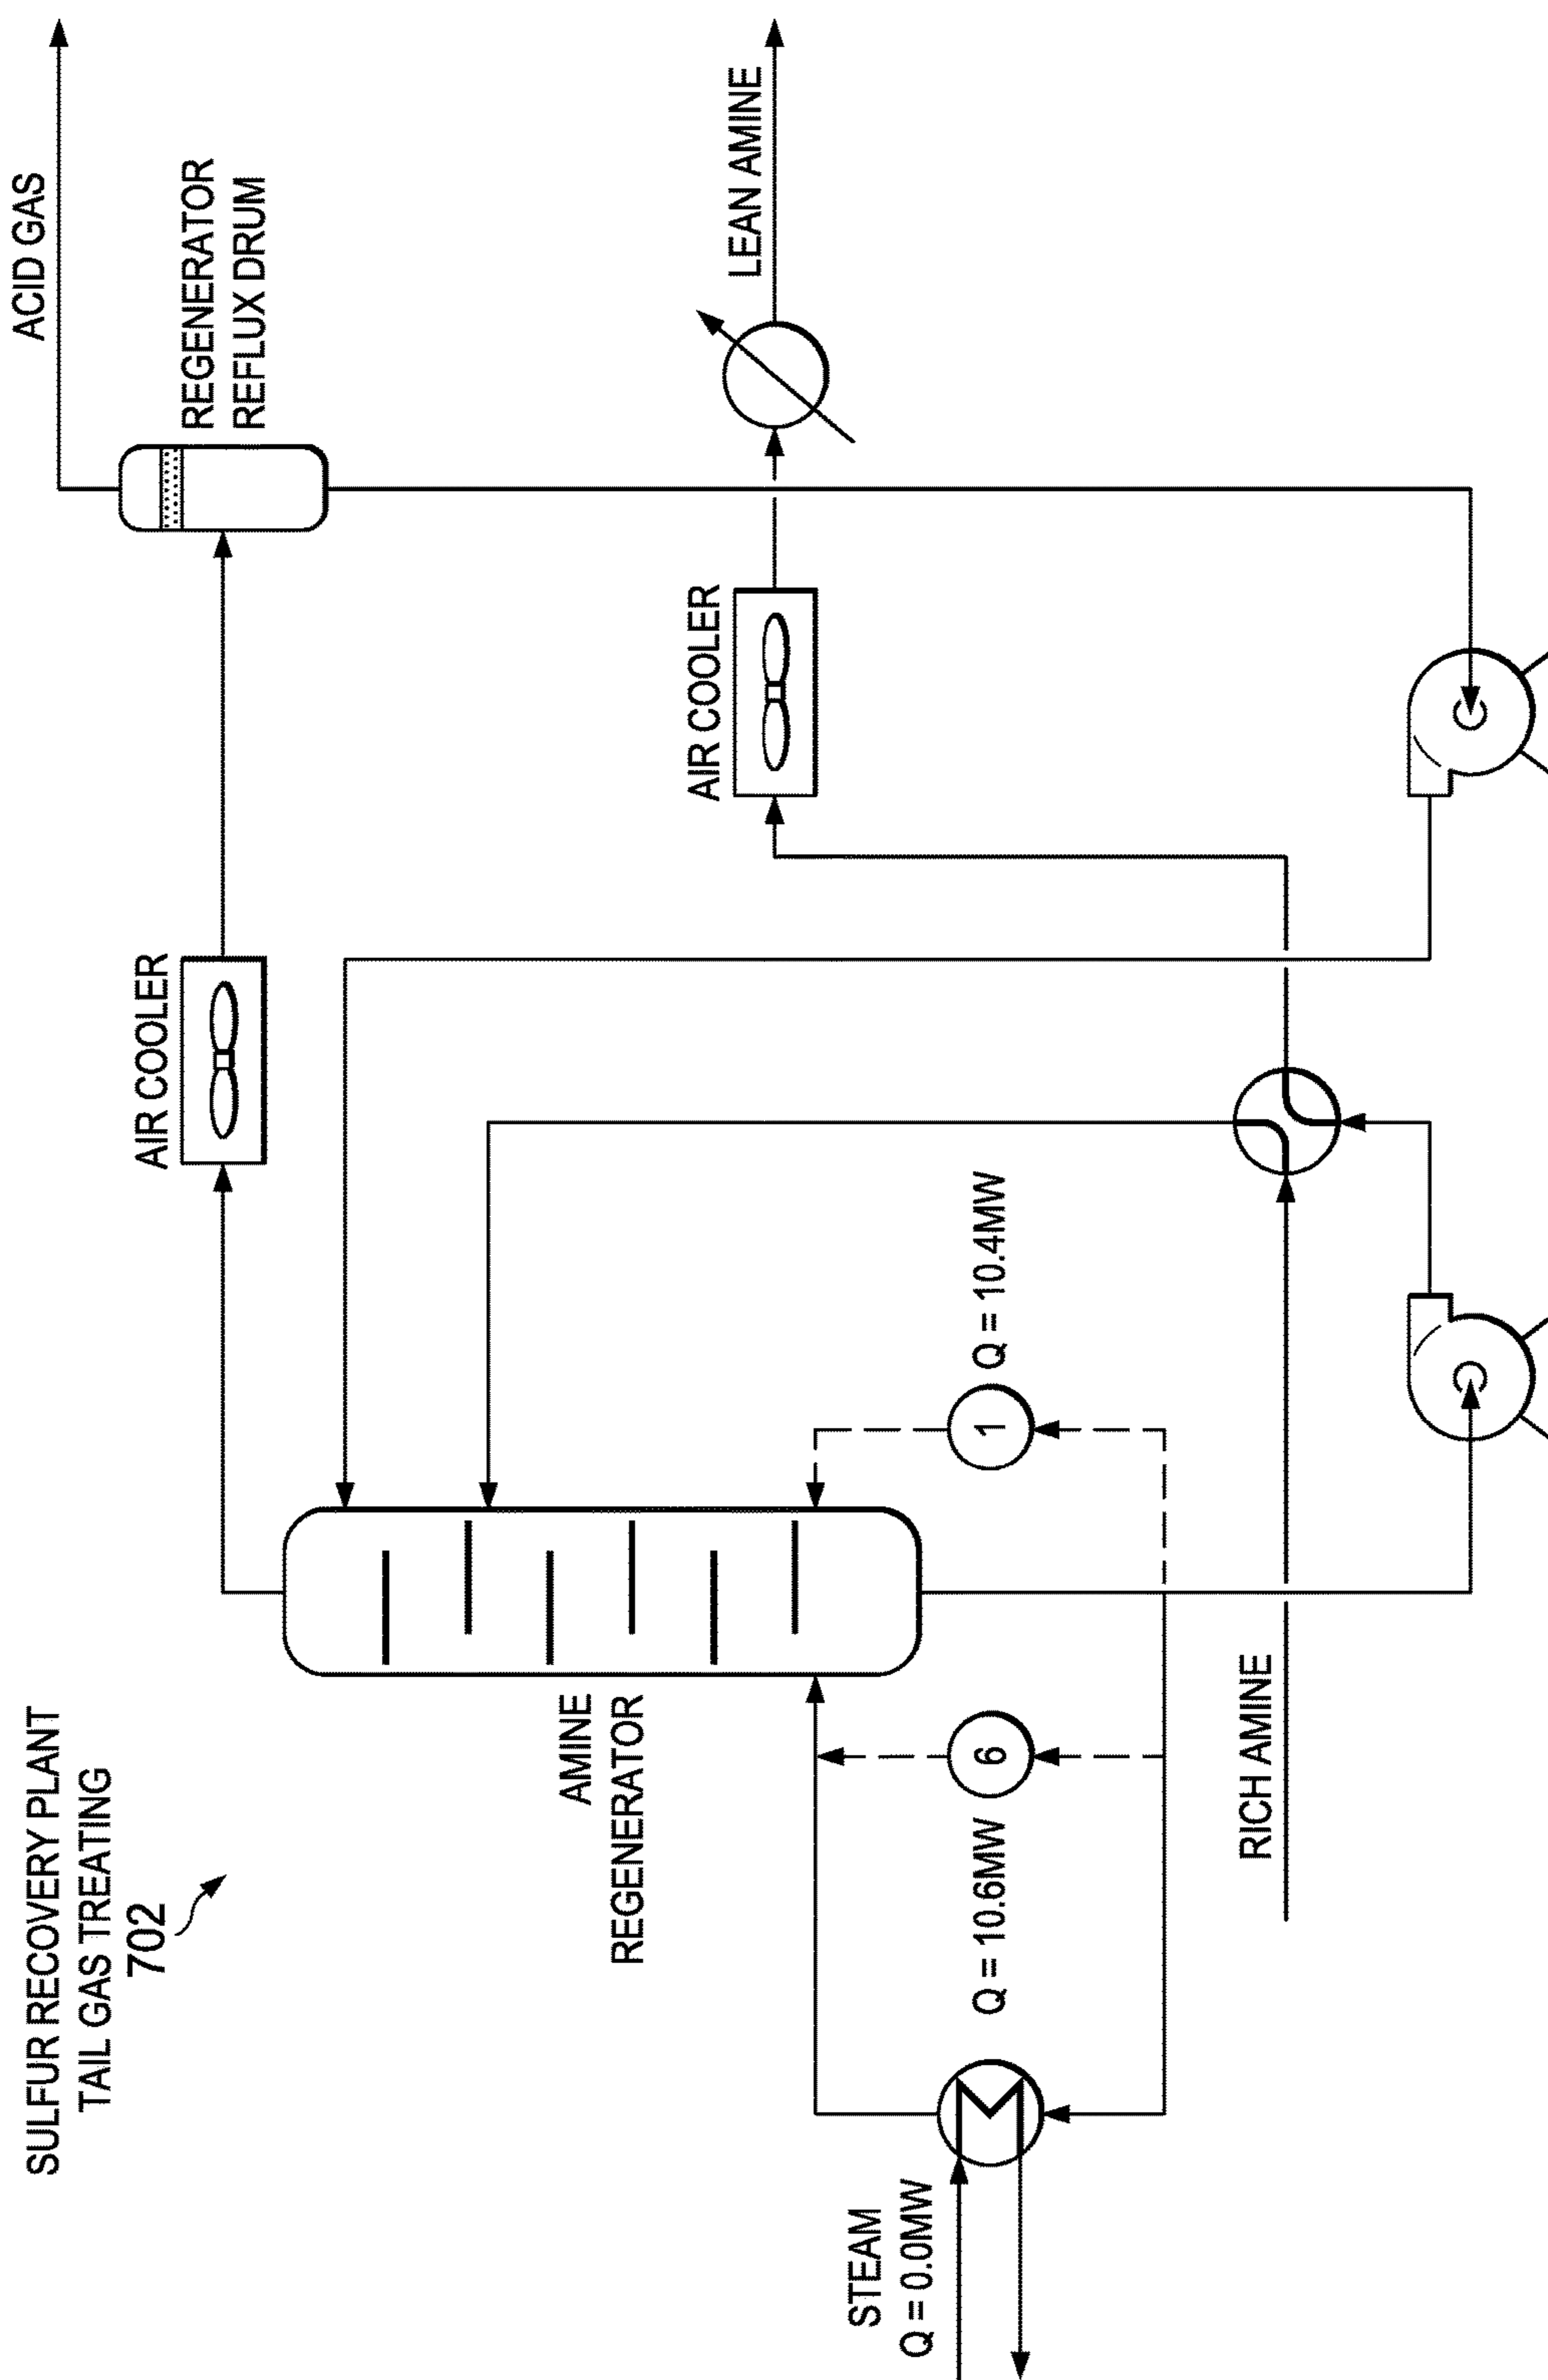 SULFUR RECOVERY PLANT
TAIL GAS TREATING
702
ACID GAS
AIR COOLER
REGENERATOR
REFLUX DRUM
AMINE
REGENERATOR
AIR COOLER
LEAN AMINE
STEAM
Q = 0.0MW
Q = 10.6MW
6
1
Q = 10.4MW
RICH AMINE